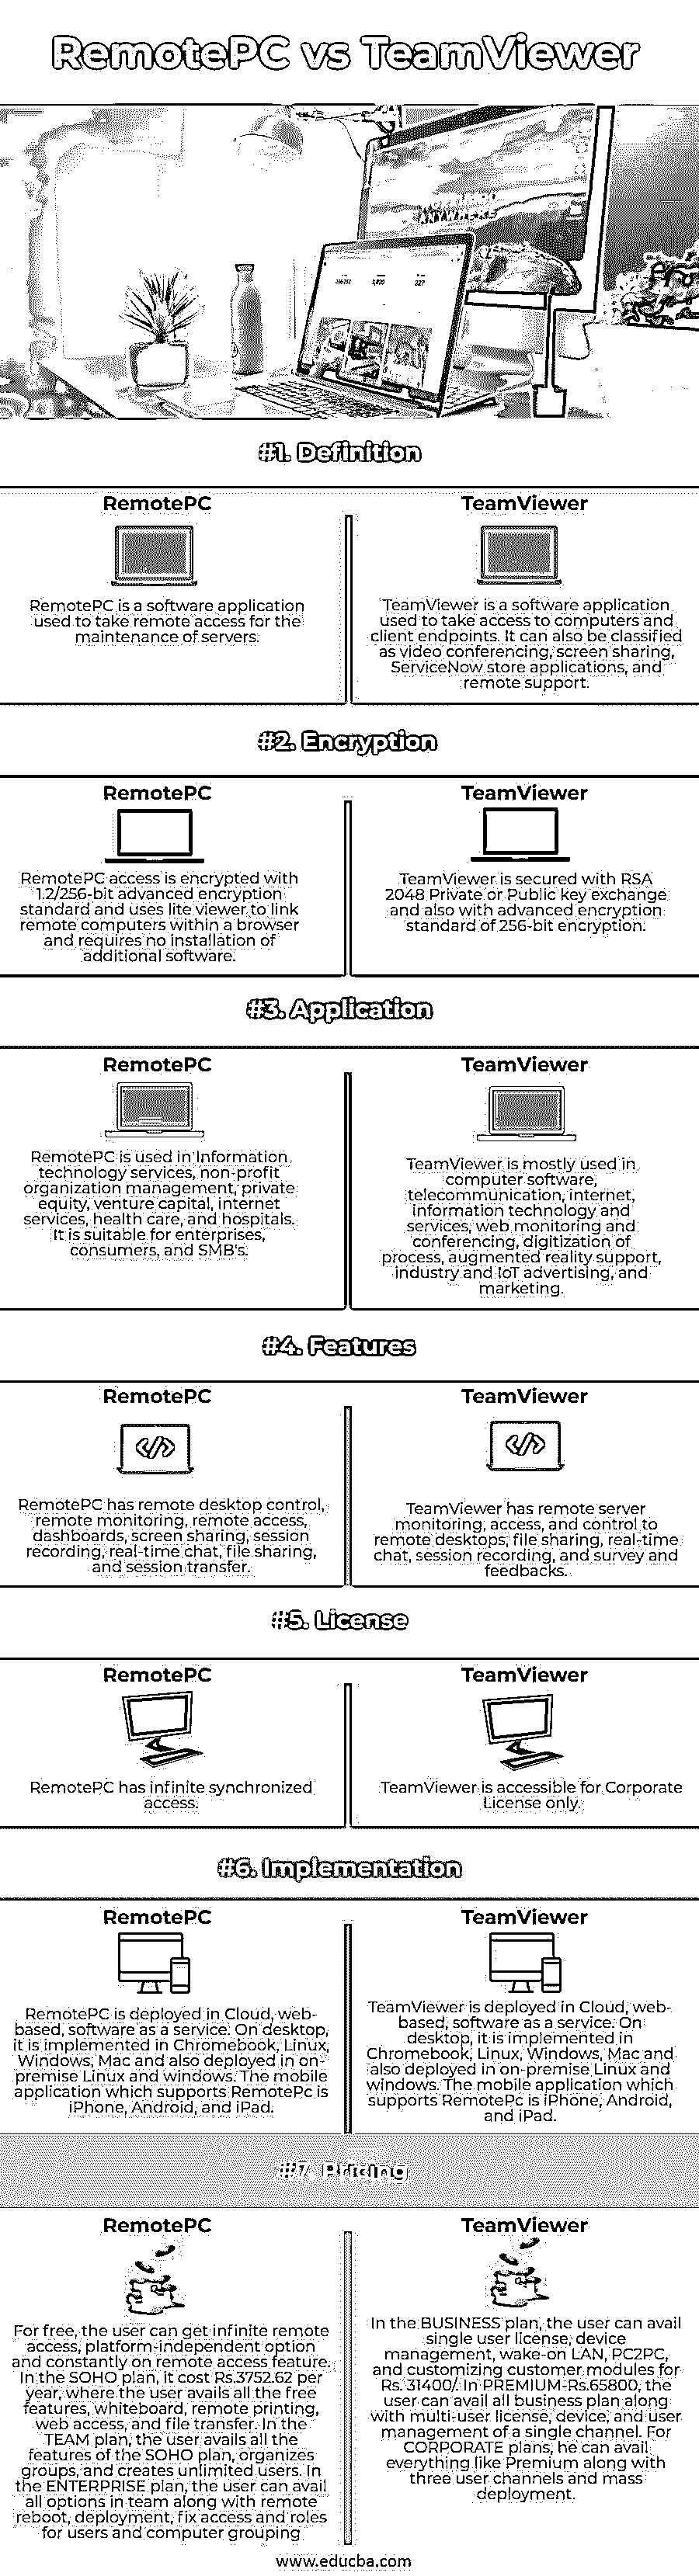 RemotePC vs TeamViewer
ANYWHERE
#1. Definition
RemotePC
TeamViewer
RemotePC is a software application
used to take remote access for the
maintenance of servers.
TeamViewer is a software application
used to take access to computers and
client endpoints. It can also be classified
as video conferencing, screen sharing,
ServiceNow store applications, and
remote support.
#2. Encryption
RemotePC
TeamViewer
RemotePC access is encrypted with
1.2/256-bit advanced encryption
standard and uses lite viewer to link
remote computers within a browser
and requires no installation of
additional software.
TeamViewer is secured with RSA
2048 Private or Public key exchange
and also with advanced encryption
standard of 256-bit encryption.
#3. Application
RemotePC
TeamViewer
RemotePC is used in Information
technology services, non-profit
organization management, private
equity, venture capital, internet
services, health care, and hospitals.
It is suitable for enterprises,
consumers, and SMB's.
TeamViewer is mostly used in
computer software,
telecommunication, internet,
information technology and
services, web monitoring and
conferencing, digitization of
process, augmented reality support,
industry and IoT advertising, and
marketing.
#4. Features
RemotePC
TeamViewer
RemotePC has remote desktop control,
remote monitoring, remote access,
dashboards, screen sharing, session
recording, real-time chat, file sharing,
and session transfer.
TeamViewer has remote server
monitoring, access, and control to
remote desktops, file sharing, real-time
chat, session recording, and survey and
feedbacks.
#5. License
RemotePC
TeamViewer
RemotePC has infinite synchronized
access.
TeamViewer is accessible for Corporate
License only.
#6. Implementation
RemotePC
TeamViewer
RemotePC is deployed in Cloud, web-
based, software as a service. On desktop,
it is implemented in Chromebook, Linux,
Windows, Mac and also deployed in on-
premise Linux and windows. The mobile
application which supports RemotePc is
iPhone, Android, and iPad.
TeamViewer is deployed in Cloud, web-
based, software as a service. On
desktop, it is implemented in
Chromebook, Linux, Windows, Mac and
also deployed in on-premise Linux and
windows. The mobile application which
supports RemotePc is iPhone, Android,
and iPad.
#7. Pricing
RemotePC
TeamViewer
For free, the user can get infinite remote
access, platform-independent option
and constantly on remote access feature.
In the SOHO plan, it cost Rs.3752.62 per
year, where the user avails all the free
features, whiteboard, remote printing,
web access, and file transfer. In the
TEAM plan, the user avails all the
features of the SOHO plan, organizes
groups, and creates unlimited users. In
the ENTERPRISE plan, the user can avail
all options in team along with remote
reboot, deployment, fix access and roles
for users and computer grouping
In the BUSINESS plan, the user can avail
single user license, device
management, wake-on LAN, PC2PC,
and customizing customer modules for
Rs. 31400/. In PREMIUM-Rs.65800, the
user can avail all business plan along
with multi-user license, device, and user
management of a single channel. For
CORPORATE plans, he can avail
everything like Premium along with
three user channels and mass
deployment.
www.educba.com